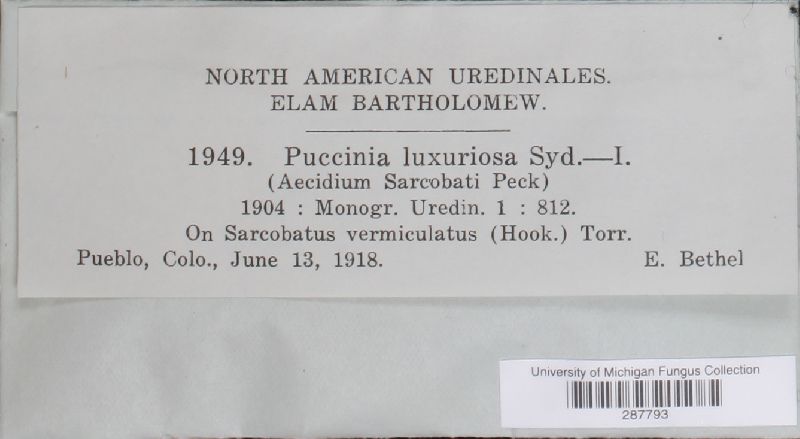 NORTH AMERICAN UREDINALES.
ELAM BARTHOLOMEW.
1949. Puccinia luxuriosa Syd.—I.
(Aecidium Sarcobati Peck)
1904 : Monogr. Uredin. 1 : 812.
On Sarcobatus vermiculatus (Hook.) Torr.
Pueblo, Colo., June 13, 1918. E. Bethel
University of Michigan Fungus Collection
287793